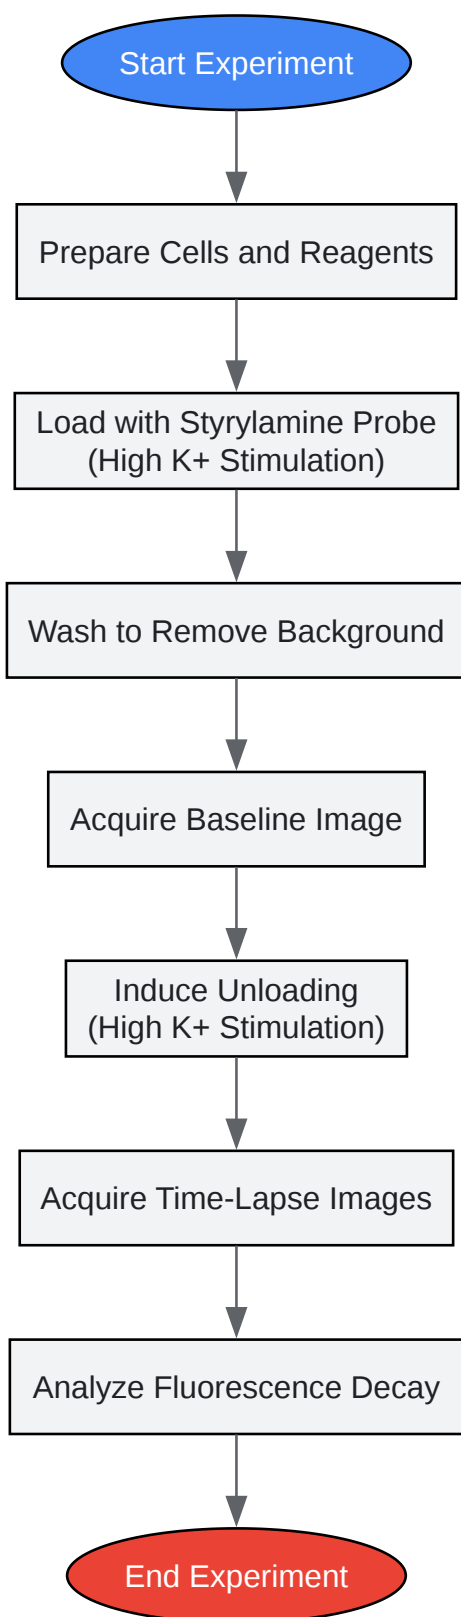 Start Experiment
Prepare Cells and Reagents
Load with Styrylamine Probe
(High K+ Stimulation)
Wash to Remove Background
Acquire Baseline Image
Induce Unloading
(High K+ Stimulation)
Acquire Time-Lapse Images
Analyze Fluorescence Decay
End Experiment